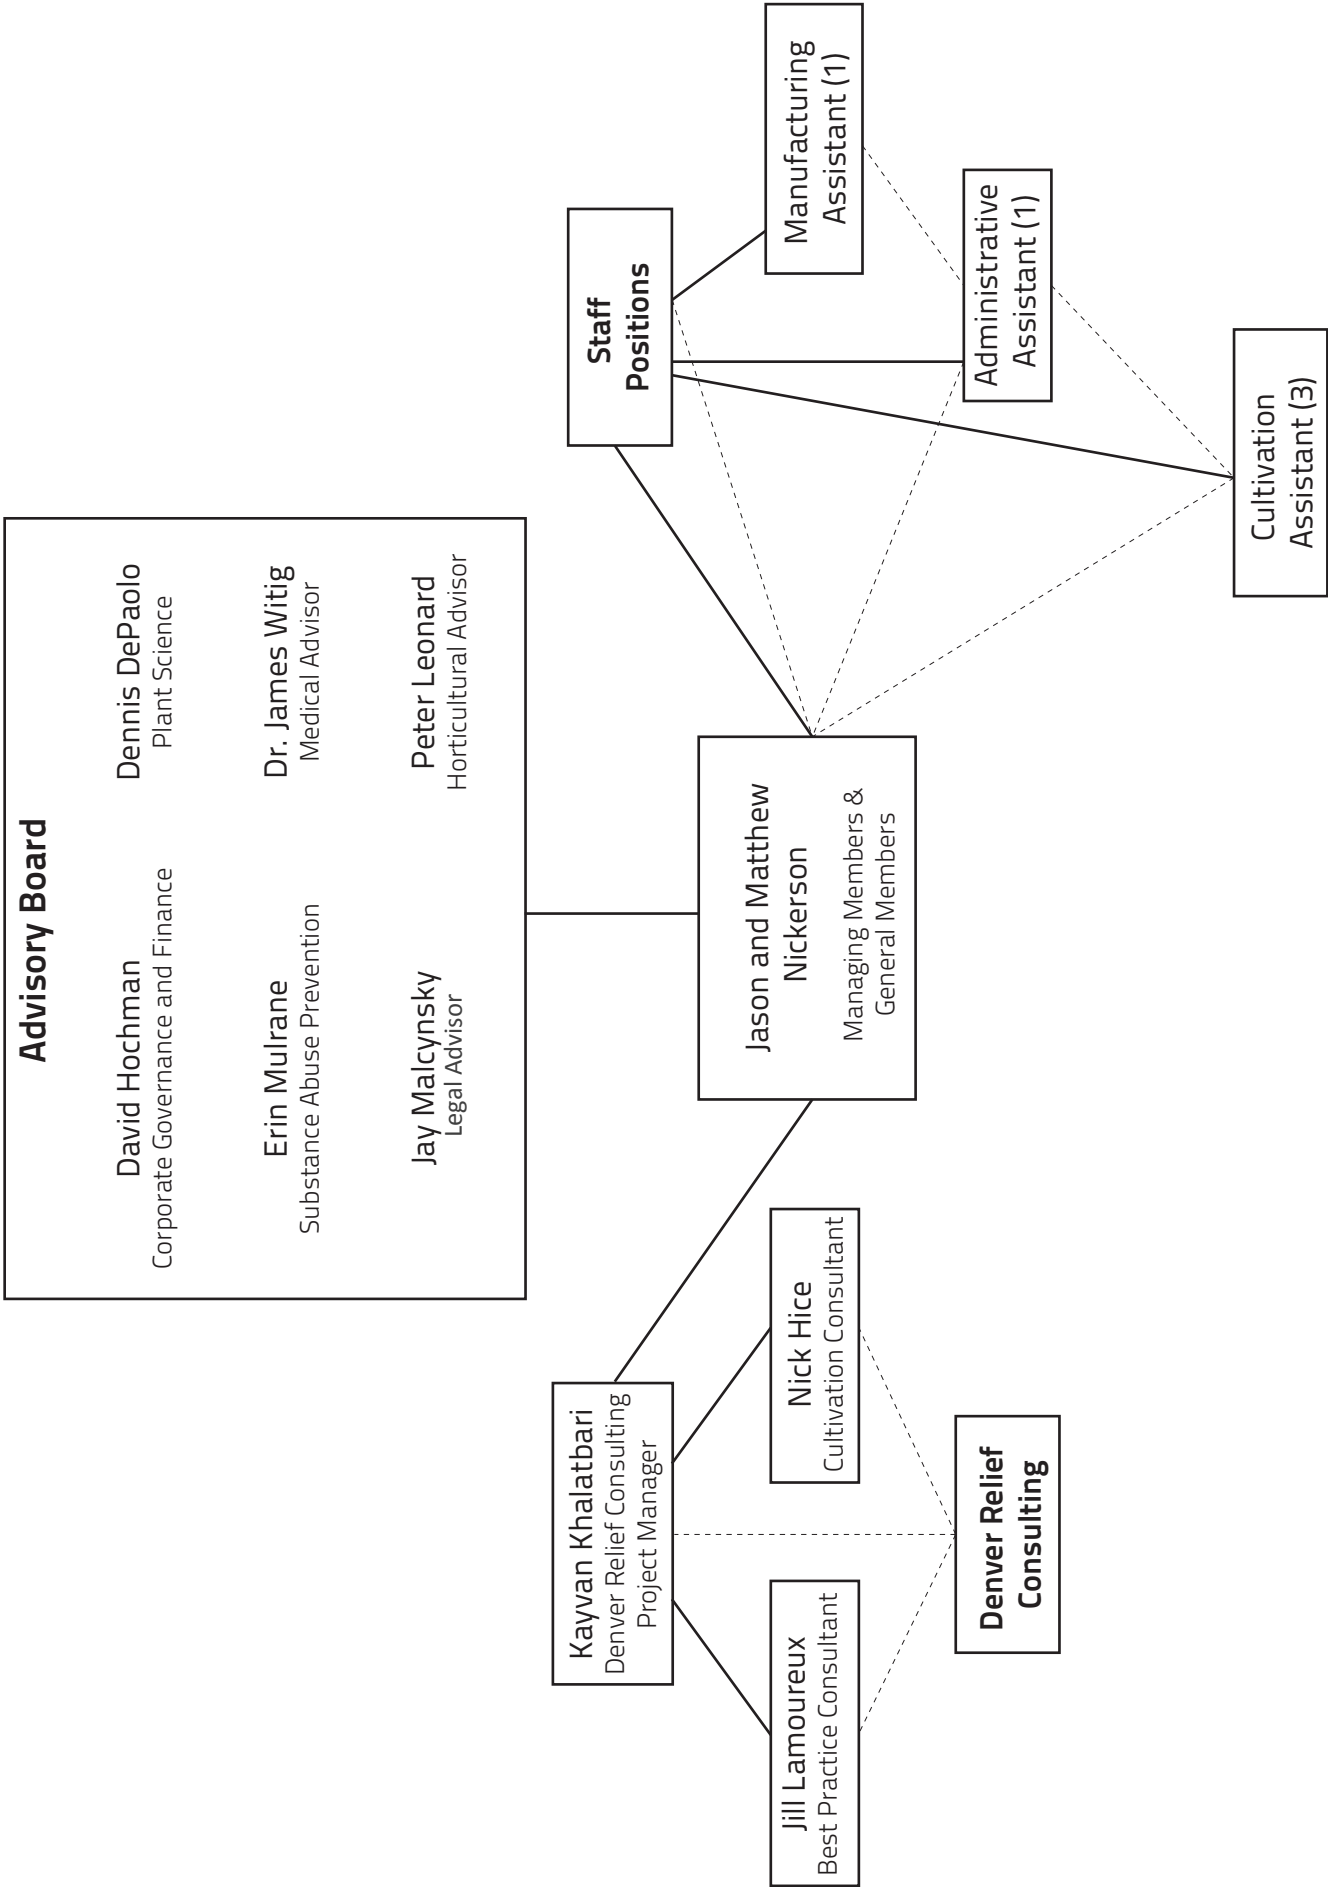 Advisory Board
David Hochman
Corporate Governance and Finance
Dennis DePaolo
Plant Science
Erin Mulrane
Substance Abuse Prevention
Dr. James Witig
Medical Advisor
Jay Malcynsky
Legal Advisor
Peter Leonard
Horticultural Advisor
Kayvan Khalatbari
Denver Relief Consulting
Project Manager
Staff
Positions
Jason and Matthew
Nickerson
Managing Members &
General Members
Jill Lamoureux
Best Practice Consultant
Nick Hice
Cultivation Consultant
Manufacturing
Assistant (1)
Denver Relief
Consulting
Administrative
Assistant (1)
Cultivation
Assistant (3)